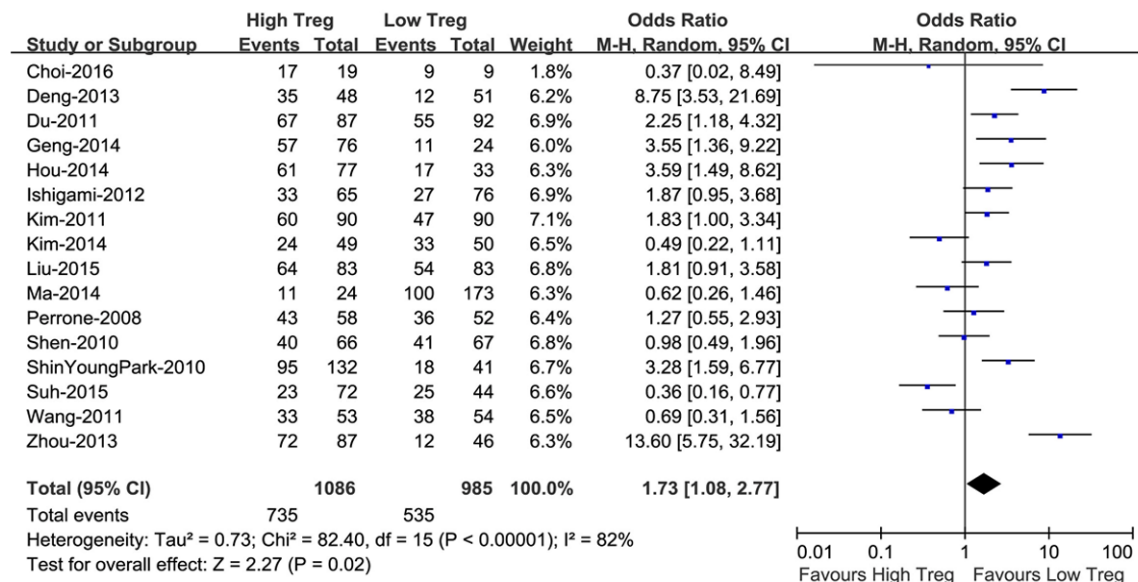 High Treg Low Treg Odds Ratio Odds Ratio
Study or Subgroup Events Total Events Total Weight M-H, Random, 95% CI M-H, Random, 95% CI
Choi-2016 17 19 9 9 1.8% 0.37 [0.02, 8.49]
Deng-2013 35 48 12 51 6.2% 8.75 [3.53, 21.69]
Du-2011 67 87 55 92 6.9% 2.25 [1.18, 4.32]
Geng-2014 57 76 11 24 6.0% 3.55 [1.36, 9.22]
Hou-2014 61 77 17 33 6.3% 3.59 [1.49, 8.62]
Ishigami-2012 33 65 27 76 6.9% 1.87 [0.95, 3.68]
Kim-2011 60 90 47 90 7.1% 1.83 [1.00, 3.34]
Kim-2014 24 49 33 50 6.5% 0.49 [0.22, 1.11]
Liu-2015 64 83 54 83 6.8% 1.81 [0.91, 3.58]
Ma-2014 11 24 100 173 6.3% 0.62 [0.26, 1.46]
Perrone-2008 43 58 36 52 6.4% 1.27 [0.55, 2.93]
Shen-2010 40 66 41 67 6.8% 0.98 [0.49, 1.96]
ShinYoungPark-2010 95 132 18 41 6.7% 3.28 [1.59, 6.77]
Suh-2015 23 72 25 44 6.6% 0.36 [0.16, 0.77]
Wang-2011 33 53 38 54 6.5% 0.69 [0.31, 1.56]
Zhou-2013 72 87 12 46 6.3% 13.60 [5.75, 32.19]
Total (95% CI) 1086 985 100.0% 1.73 [1.08, 2.77]
Total events 735 535
Heterogeneity: Tau² = 0.73; Chi² = 82.40, df = 15 (P < 0.00001); I² = 82%
Test for overall effect: Z = 2.27 (P = 0.02)
0.01 0.1 1 10 100
Favours High Treg Favours Low Treg